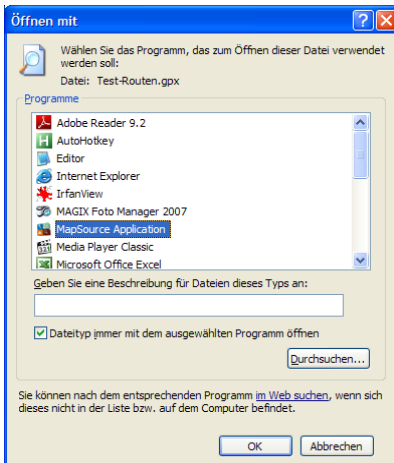 Öffnen mit
Wählen Sie das Programm, das zum Öffnen dieser Datei verwendet
werden soll:
Datei: Test-Routen.gpx
Programme
Adobe Reader 9.2
AutoHotkey
Editor
Internet Explorer
IrfanView
MAGIX Foto Manager 2007
MapSource Application
Media Player Classic
Microsoft Office Excel
Geben Sie eine Beschreibung für Dateien dieses Typs an:
Dateityp immer mit dem ausgewählten Programm öffnen
Durchsuchen...
Sie können nach dem entsprechenden Programm im Web suchen, wenn sich
dieses nicht in der Liste bzw. auf dem Computer befindet.
OK Abbrechen